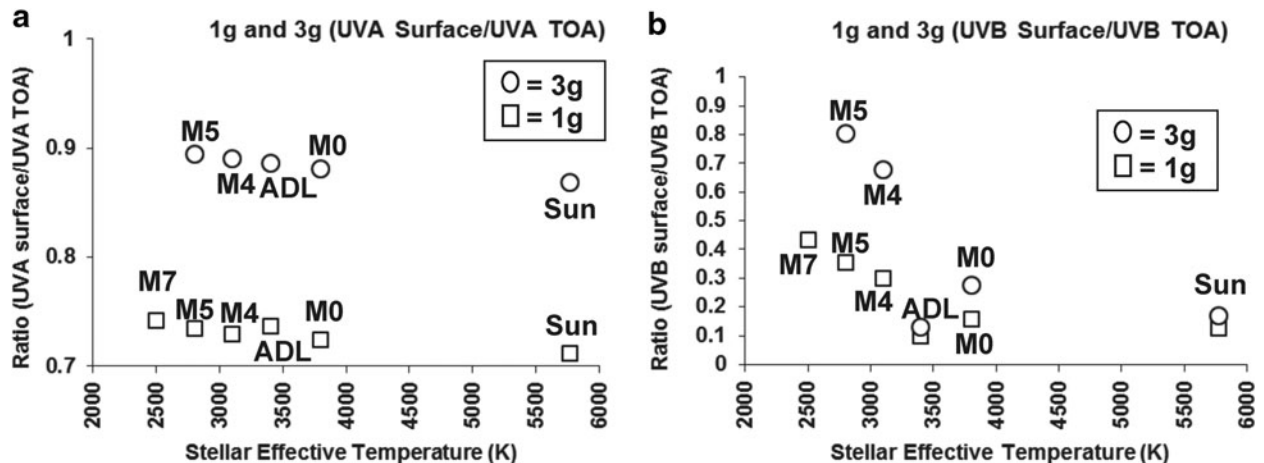 a
1g and 3g (UVA Surface/UVA TOA)
Ratio (UVA surface/UVA TOA)
1
0.9
0.8
0.7
○ = 3g
□ = 1g
M5
M0
M4
ADL
Sun
M7
M5
M4
M0
Sun
ADL
2000
2500
3000
3500
4000
4500
5000
5500
6000
Stellar Effective Temperature (K)
b
1g and 3g (UVB Surface/UVB TOA)
Ratio (UVB surface/UVB TOA)
1
0.9
0.8
0.7
0.6
0.5
0.4
0.3
0.2
0.1
0
○ = 3g
□ = 1g
M5
M4
M5
M7
M0
M4
ADL
Sun
M0
2000
2500
3000
3500
4000
4500
5000
5500
6000
Stellar Effective Temperature (K)